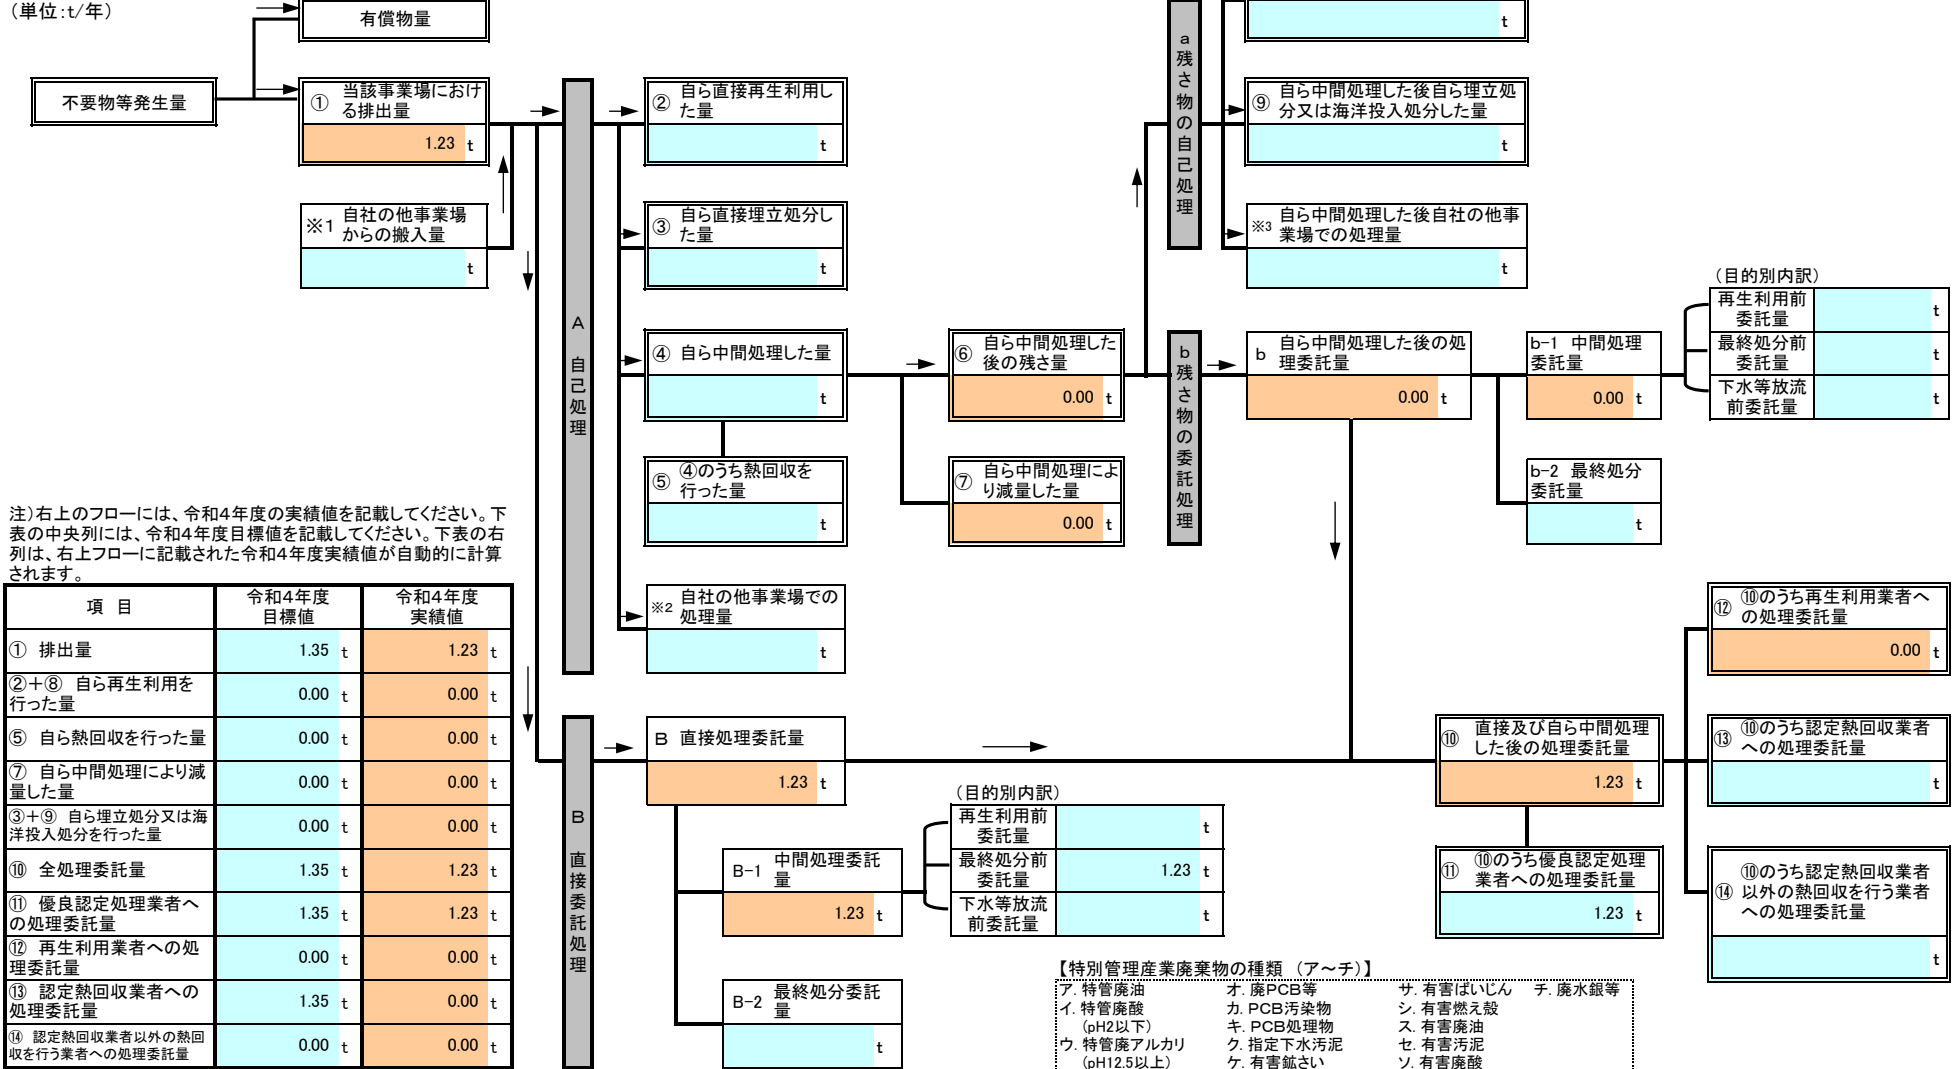 （単位:t/年）
有償物量
不要物等発生量
① 当該事業場におけ
る排出量
1.23 t
※1 自社の他事業場
からの搬入量
t
A 自己処理
② 自ら直接再生利用し
た量
t
③ 自ら直接埋立処分し
た量
t
④ 自ら中間処理した量
t
⑤ ④のうち熱回収を
行った量
t
※2 自社の他事業場での
処理量
t
⑥ 自ら中間処理した
後の残さ量
0.00 t
⑦ 自ら中間処理によ
り減量した量
0.00 t
a 残さ物の自己処理
t
⑨ 自ら中間処理した後自ら埋立処
分又は海洋投入処分した量
t
※3 自ら中間処理した後自社の他事
業場での処理量
t
b 残さ物の委託処理
b 自ら中間処理した後の処
理委託量
0.00 t
b-1 中間処理
委託量
0.00 t
b-2 最終処分
委託量
t
（目的別内訳）
再生利用前
委託量
t
最終処分前
委託量
t
下水等放流
前委託量
t
注）右上のフローには、令和４年度の実績値を記載してください。下
表の中央列には、令和４年度目標値を記載してください。下表の右
列は、右上フローに記載された令和４年度実績値が自動的に計算
されます。
項 目 令和４年度
目標値 令和４年度
実績値
① 排出量 1.35 t 1.23 t
②＋⑧ 自ら再生利用を
行った量 0.00 t 0.00 t
⑤ 自ら熱回収を行った量 0.00 t 0.00 t
⑦ 自ら中間処理により減
量した量 0.00 t 0.00 t
③＋⑨ 自ら埋立処分又は海
洋投入処分を行った量 0.00 t 0.00 t
⑩ 全処理委託量 1.35 t 1.23 t
⑪ 優良認定処理業者へ
の処理委託量 1.35 t 1.23 t
⑫ 再生利用業者への処
理委託量 0.00 t 0.00 t
⑬ 認定熱回収業者への
処理委託量 1.35 t 0.00 t
⑭ 認定熱回収業者以外の熱回
収を行う業者への処理委託量 0.00 t 0.00 t
B 直接委託処理
B 直接処理委託量
1.23 t
B-1 中間処理委託
量
1.23 t
B-2 最終処分委託
量
t
（目的別内訳）
再生利用前
委託量
t
最終処分前
委託量
1.23 t
下水等放流
前委託量
t
⑩ 直接及び自ら中間処理
した後の処理委託量
1.23 t
⑪ ⑩のうち優良認定処理
業者への処理委託量
1.23 t
⑫ ⑩のうち再生利用業者へ
の処理委託量
0.00 t
⑬ ⑩のうち認定熱回収業者
への処理委託量
t
⑭ ⑩のうち認定熱回収業者
以外の熱回収を行う業者
への処理委託量
t
【特別管理産業廃棄物の種類 （ア～チ）】
ア. 特管廃油 オ. 廃PCB等 サ. 有害ばいじん チ. 廃水銀等
イ. 特管廃酸 カ. PCB汚染物 シ. 有害燃え殻
（pH2以下） キ. PCB処理物 ス. 有害廃油
ウ. 特管廃アルカリ ク. 指定下水汚泥 セ. 有害汚泥
（pH12.5以上） ケ. 有害鉱さい ソ. 有害廃酸